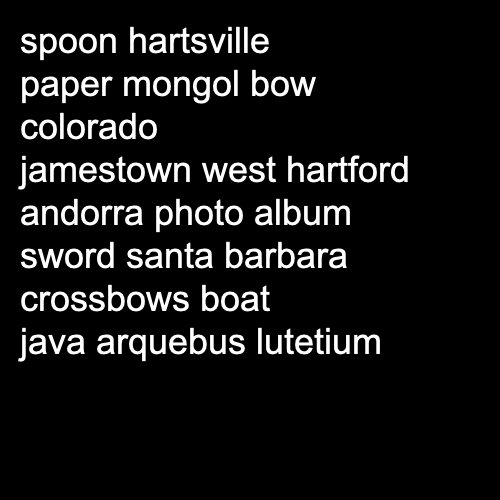 spoon hartsville
paper mongol bow
colorado
jamestown west hartford
andorra photo album
sword santa barbara
crossbows boat
java arquebus lutetium